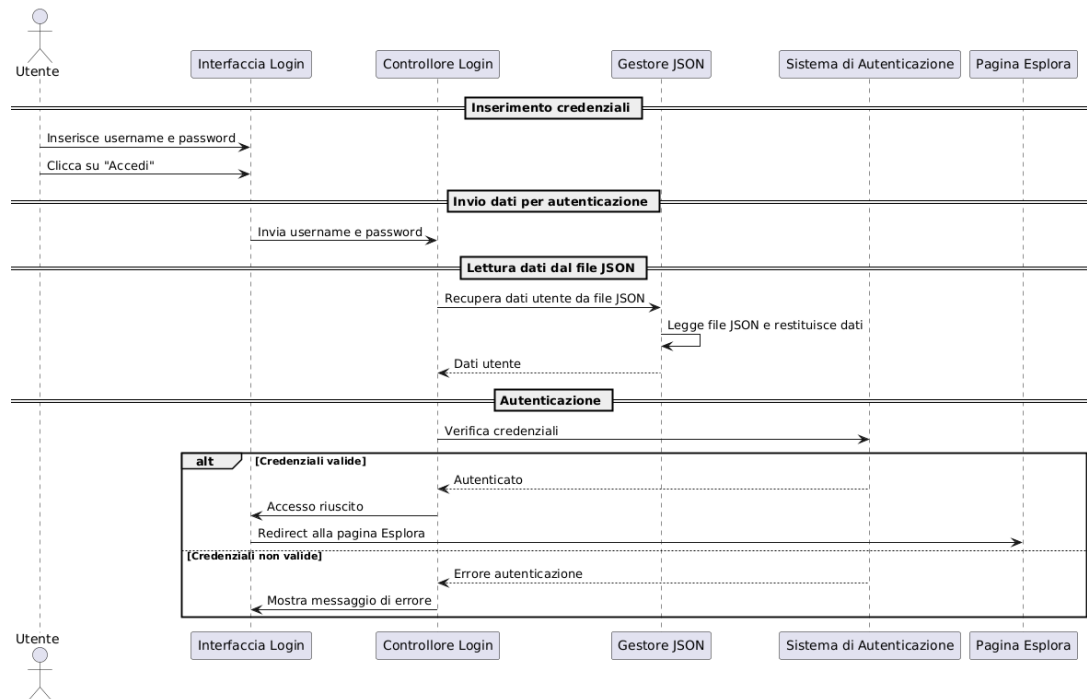 Utente
Interfaccia Login
Controllore Login
Gestore JSON
Sistema di Autenticazione
Pagina Esplora
Inserimento credenziali
Inserisce username e password
Clicca su "Accedi"
Invio dati per autenticazione
Invia username e password
Lettura dati dal file JSON
Recupera dati utente da file JSON
Legge file JSON e restituisce dati
Dati utente
Autenticazione
Verifica credenziali
alt
[Credenziali valide]
Autenticato
Accesso riuscito
Redirect alla pagina Esplora
[Credenziali non valide]
Errore autenticazione
Mostra messaggio di errore
Utente
Interfaccia Login
Controllore Login
Gestore JSON
Sistema di Autenticazione
Pagina Esplora